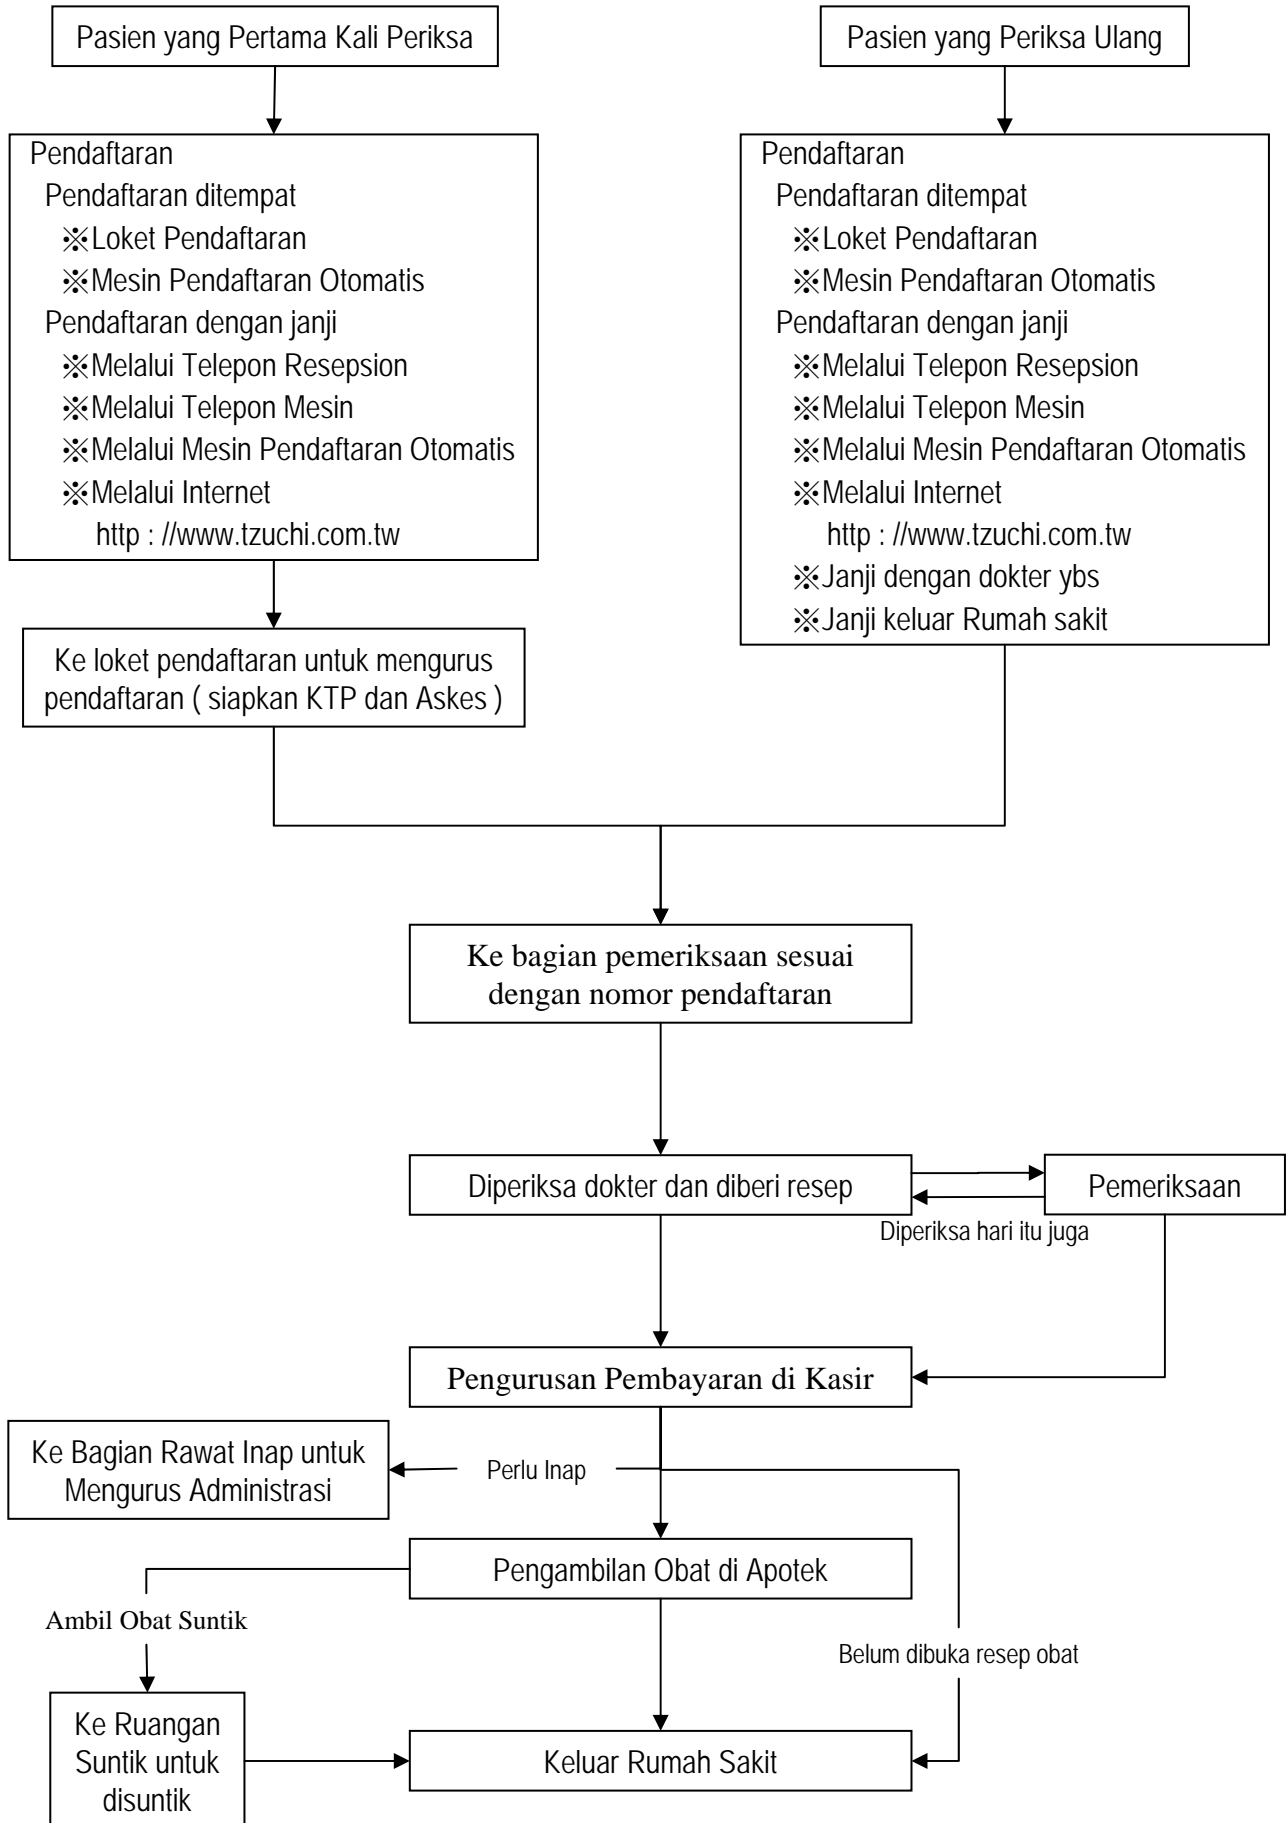 Pasien yang Pertama Kali Periksa
Pasien yang Periksa Ulang
Pendaftaran
Pendaftaran ditempat
※Loket Pendaftaran
※Mesin Pendaftaran Otomatis
Pendaftaran dengan janji
※Melalui Telepon Resepsion
※Melalui Telepon Mesin
※Melalui Mesin Pendaftaran Otomatis
※Melalui Internet
http : //www.tzuchi.com.tw
Pendaftaran
Pendaftaran ditempat
※Loket Pendaftaran
※Mesin Pendaftaran Otomatis
Pendaftaran dengan janji
※Melalui Telepon Resepsion
※Melalui Telepon Mesin
※Melalui Mesin Pendaftaran Otomatis
※Melalui Internet
http : //www.tzuchi.com.tw
※Janji dengan dokter ybs
※Janji keluar Rumah sakit
Ke loket pendaftaran untuk mengurus
pendaftaran ( siapkan KTP dan Askes )
Ke bagian pemeriksaan sesuai
dengan nomor pendaftaran
Diperiksa dokter dan diberi resep
Pemeriksaan
Diperiksa hari itu juga
Pengurusan Pembayaran di Kasir
Ke Bagian Rawat Inap untuk
Mengurus Administrasi
Perlu Inap
Pengambilan Obat di Apotek
Ambil Obat Suntik
Belum dibuka resep obat
Ke Ruangan
Suntik untuk
disuntik
Keluar Rumah Sakit